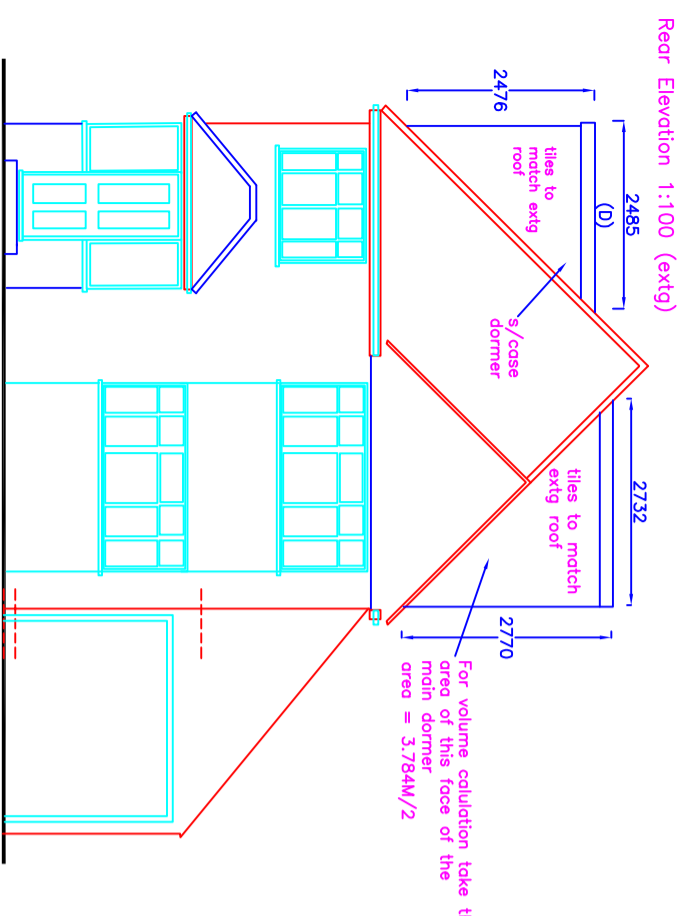 Rear Elevation 1:100 (extg)
2485
(D)
2476
tiles to
match extg
roof
s/case
dormer
2732
tiles to match
extg roof
2770
For volume calulation take
area of this face of the
main dormer
area = 3.784M/2